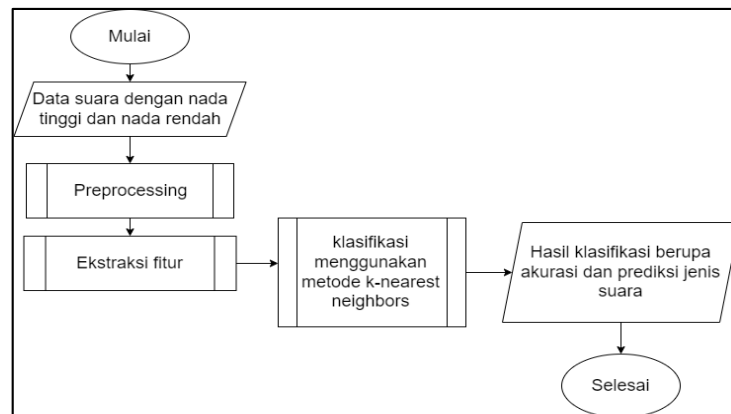 Mulai
Data suara dengan nada
tinggi dan nada rendah
Preprocessing
Ekstraksi fitur
klasifikasi
menggunakan
metode k-nearest
neighbors
Hasil klasifikasi berupa
akurasi dan prediksi jenis
suara
Selesai